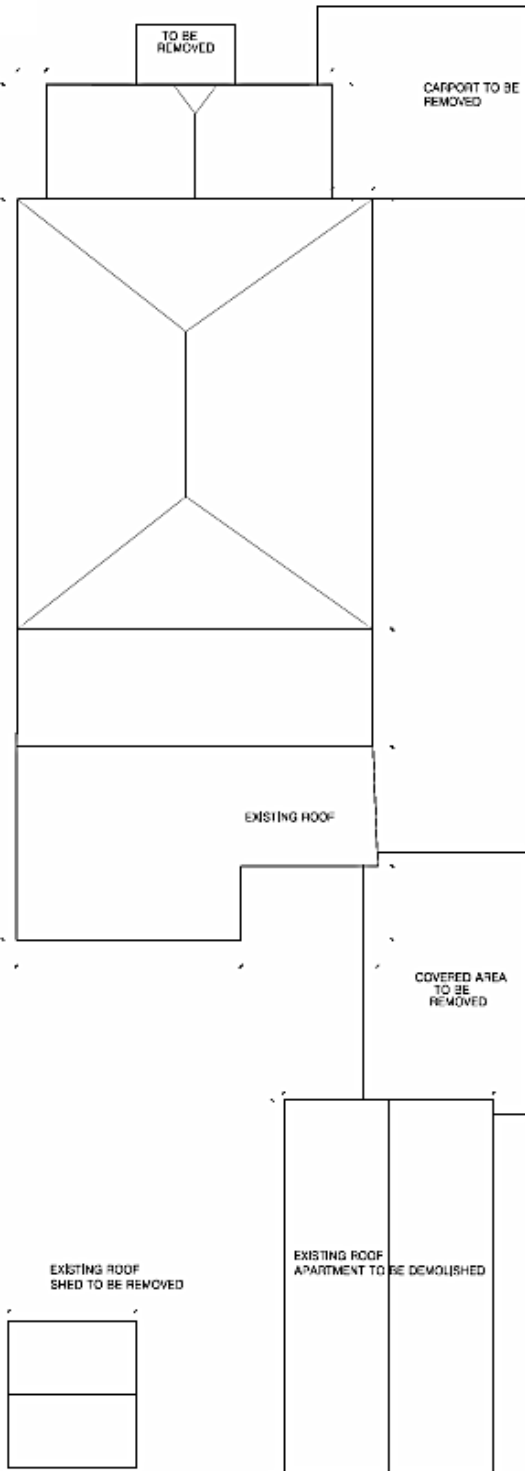 TO BE
REMOVED
CARPORT TO BE
REMOVED
EXISTING ROOF
COVERED AREA
TO BE
REMOVED
EXISTING ROOF
APARTMENT TO BE DEMOLISHED
EXISTING ROOF
SHED TO BE REMOVED